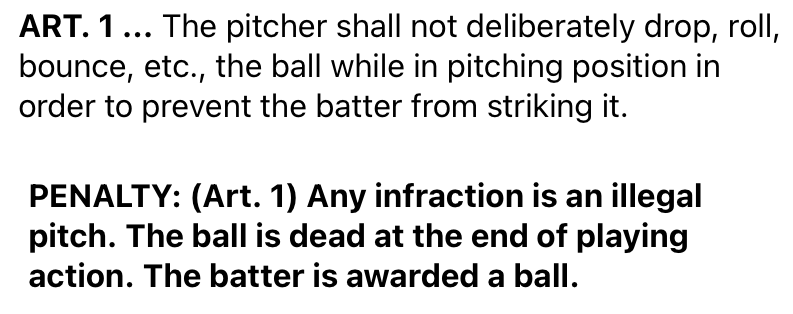 ART. 1 ... The pitcher shall not deliberately drop, roll,
bounce, etc., the ball while in pitching position in
order to prevent the batter from striking it.
PENALTY: (Art. 1) Any infraction is an illegal
pitch. The ball is dead at the end of playing
action. The batter is awarded a ball.